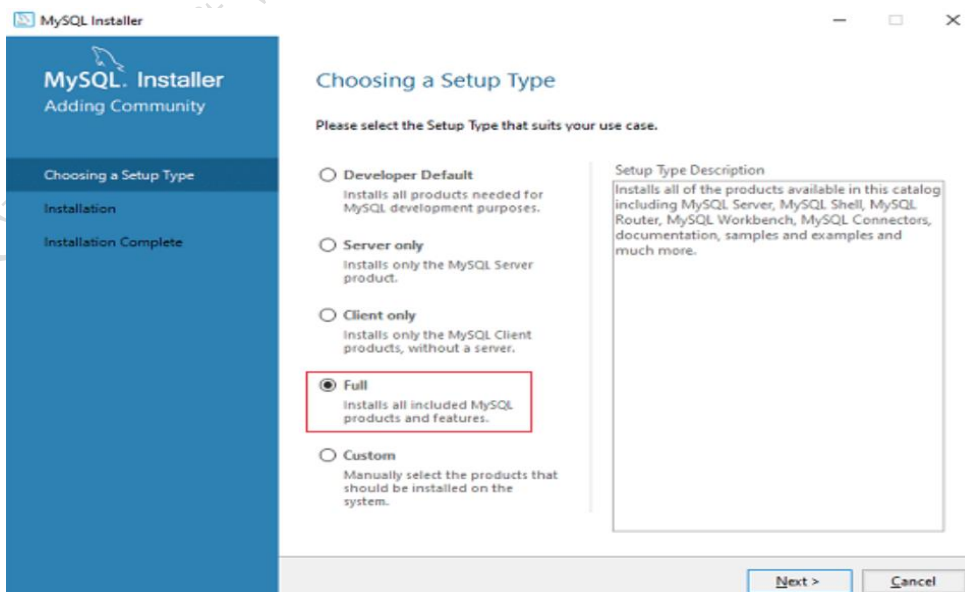 MySQL Installer
MySQL. Installer
Adding Community
Choosing a Setup Type
Installation
Installation Complete
Choosing a Setup Type
Please select the Setup Type that suits your use case.
Developer Default
Installs all products needed for
MySQL development purposes.
Server only
Installs only the MySQL Server
product.
Client only
Installs only the MySQL Client
products, without a server.
Full
Installs all included MySQL
products and features.
Custom
Manually select the products that
should be installed on the
system.
Setup Type Description
Installs all of the products available in this catalog
including MySQL Server, MySQL Shell, MySQL
Router, MySQL Workbench, MySQL Connectors,
documentation, samples and examples and
much more.
Next >
Cancel